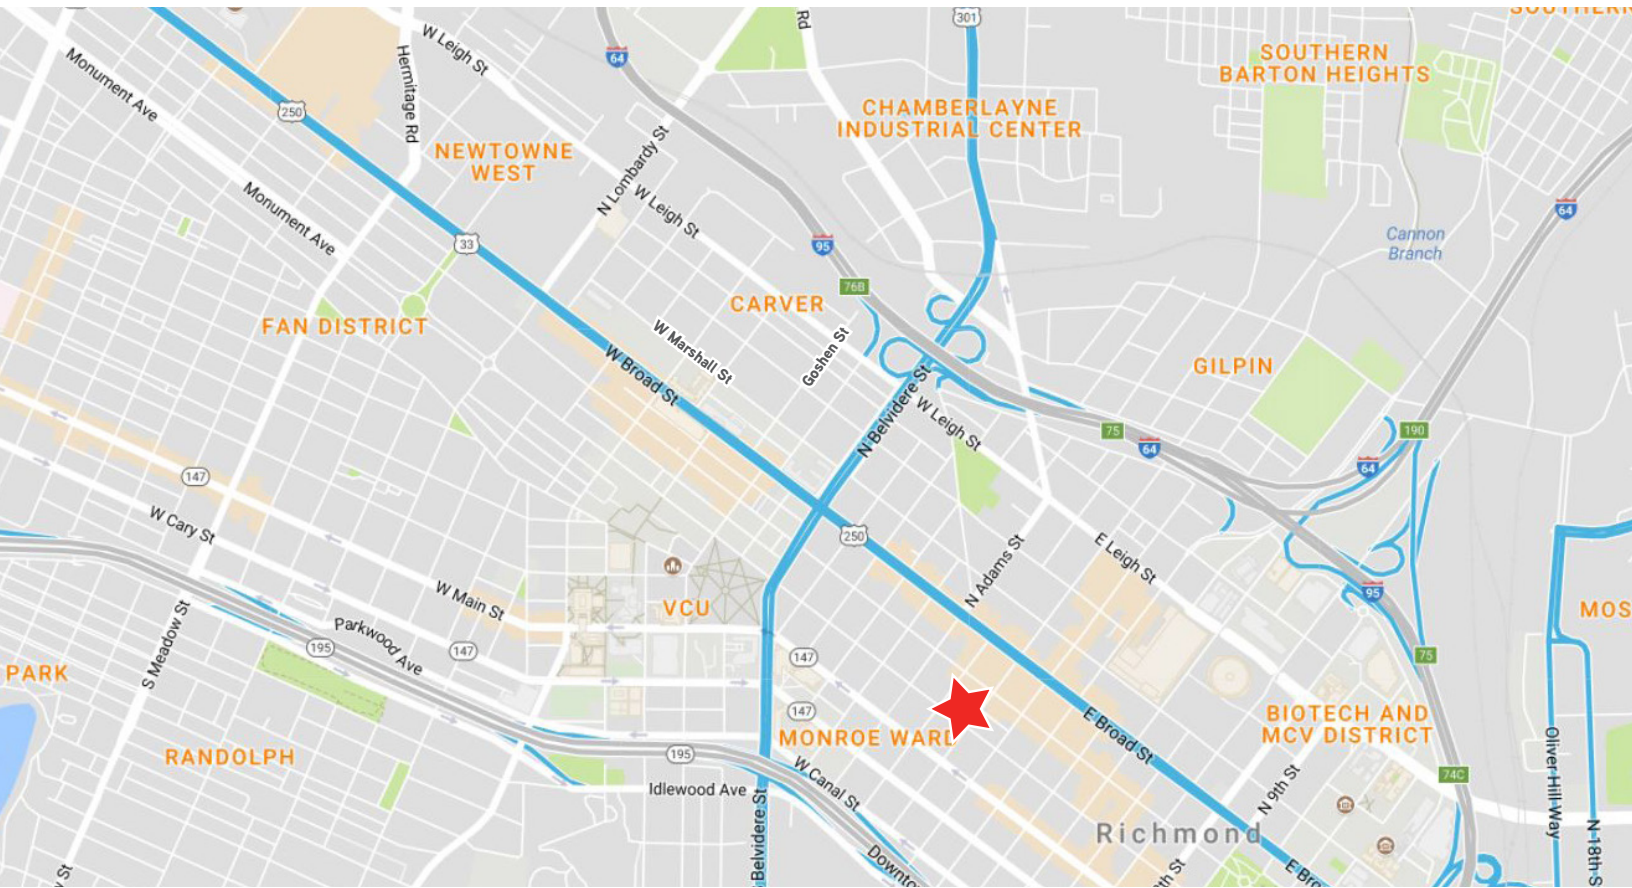 SOUTHERN
Rd
301
W Leigh St
64
Monument Ave
Hermitage Rd
SOUTHERN
BARTON HEIGHTS
250
CHAMBERLAYNE
INDUSTRIAL CENTER
NEWTOWNE
WEST
N Lombardy St
W Leigh St
Monument Ave
64
33
95
Cannon
Branch
76B
CARVER
FAN DISTRICT
W Marshall St
Goshen St
W Broad St
GILPIN
N Belvidere St
W Leigh St
75
64
190
64
147
W Cary St
250
E Leigh St
N Adams St
W Main St
VCU
95
MOS
S Meadow St
Parkwood Ave
195
147
147
75
PARK
147
MONROE WARD
E Broad St
BIOTECH AND
MCV DISTRICT
RANDOLPH
195
W Canal St
Idlewood Ave
Belvidere St
74C
N 9th St
Oliver Hill Way
N 18th S
Richmond
Downto
y St
th St
E Bro